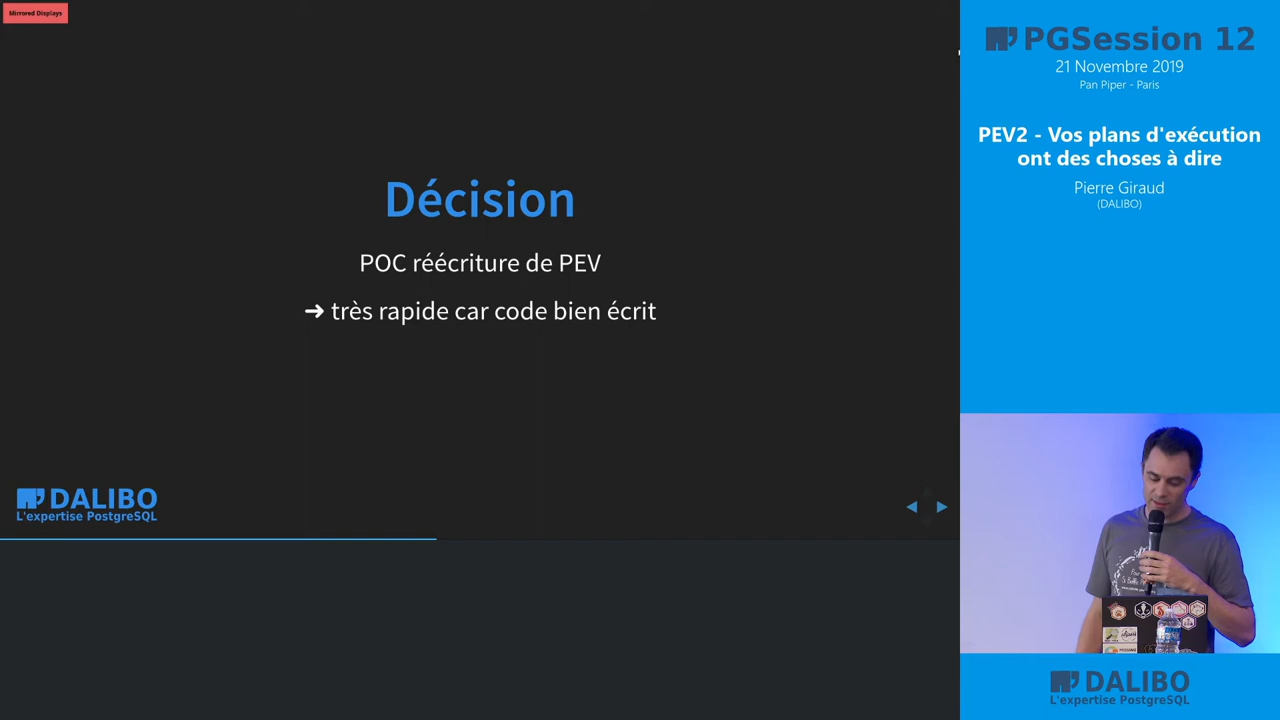 Mirrored Displays
Décision
POC réécriture de PEV
➜ très rapide car code bien écrit
DALIBO
L'expertise PostgreSQL
PGSession 12
21 Novembre 2019
Pan Piper - Paris
PEV2 - Vos plans d'exécution
ont des choses à dire
Pierre Giraud
(DALIBO)
DALIBO
L'expertise PostgreSQL